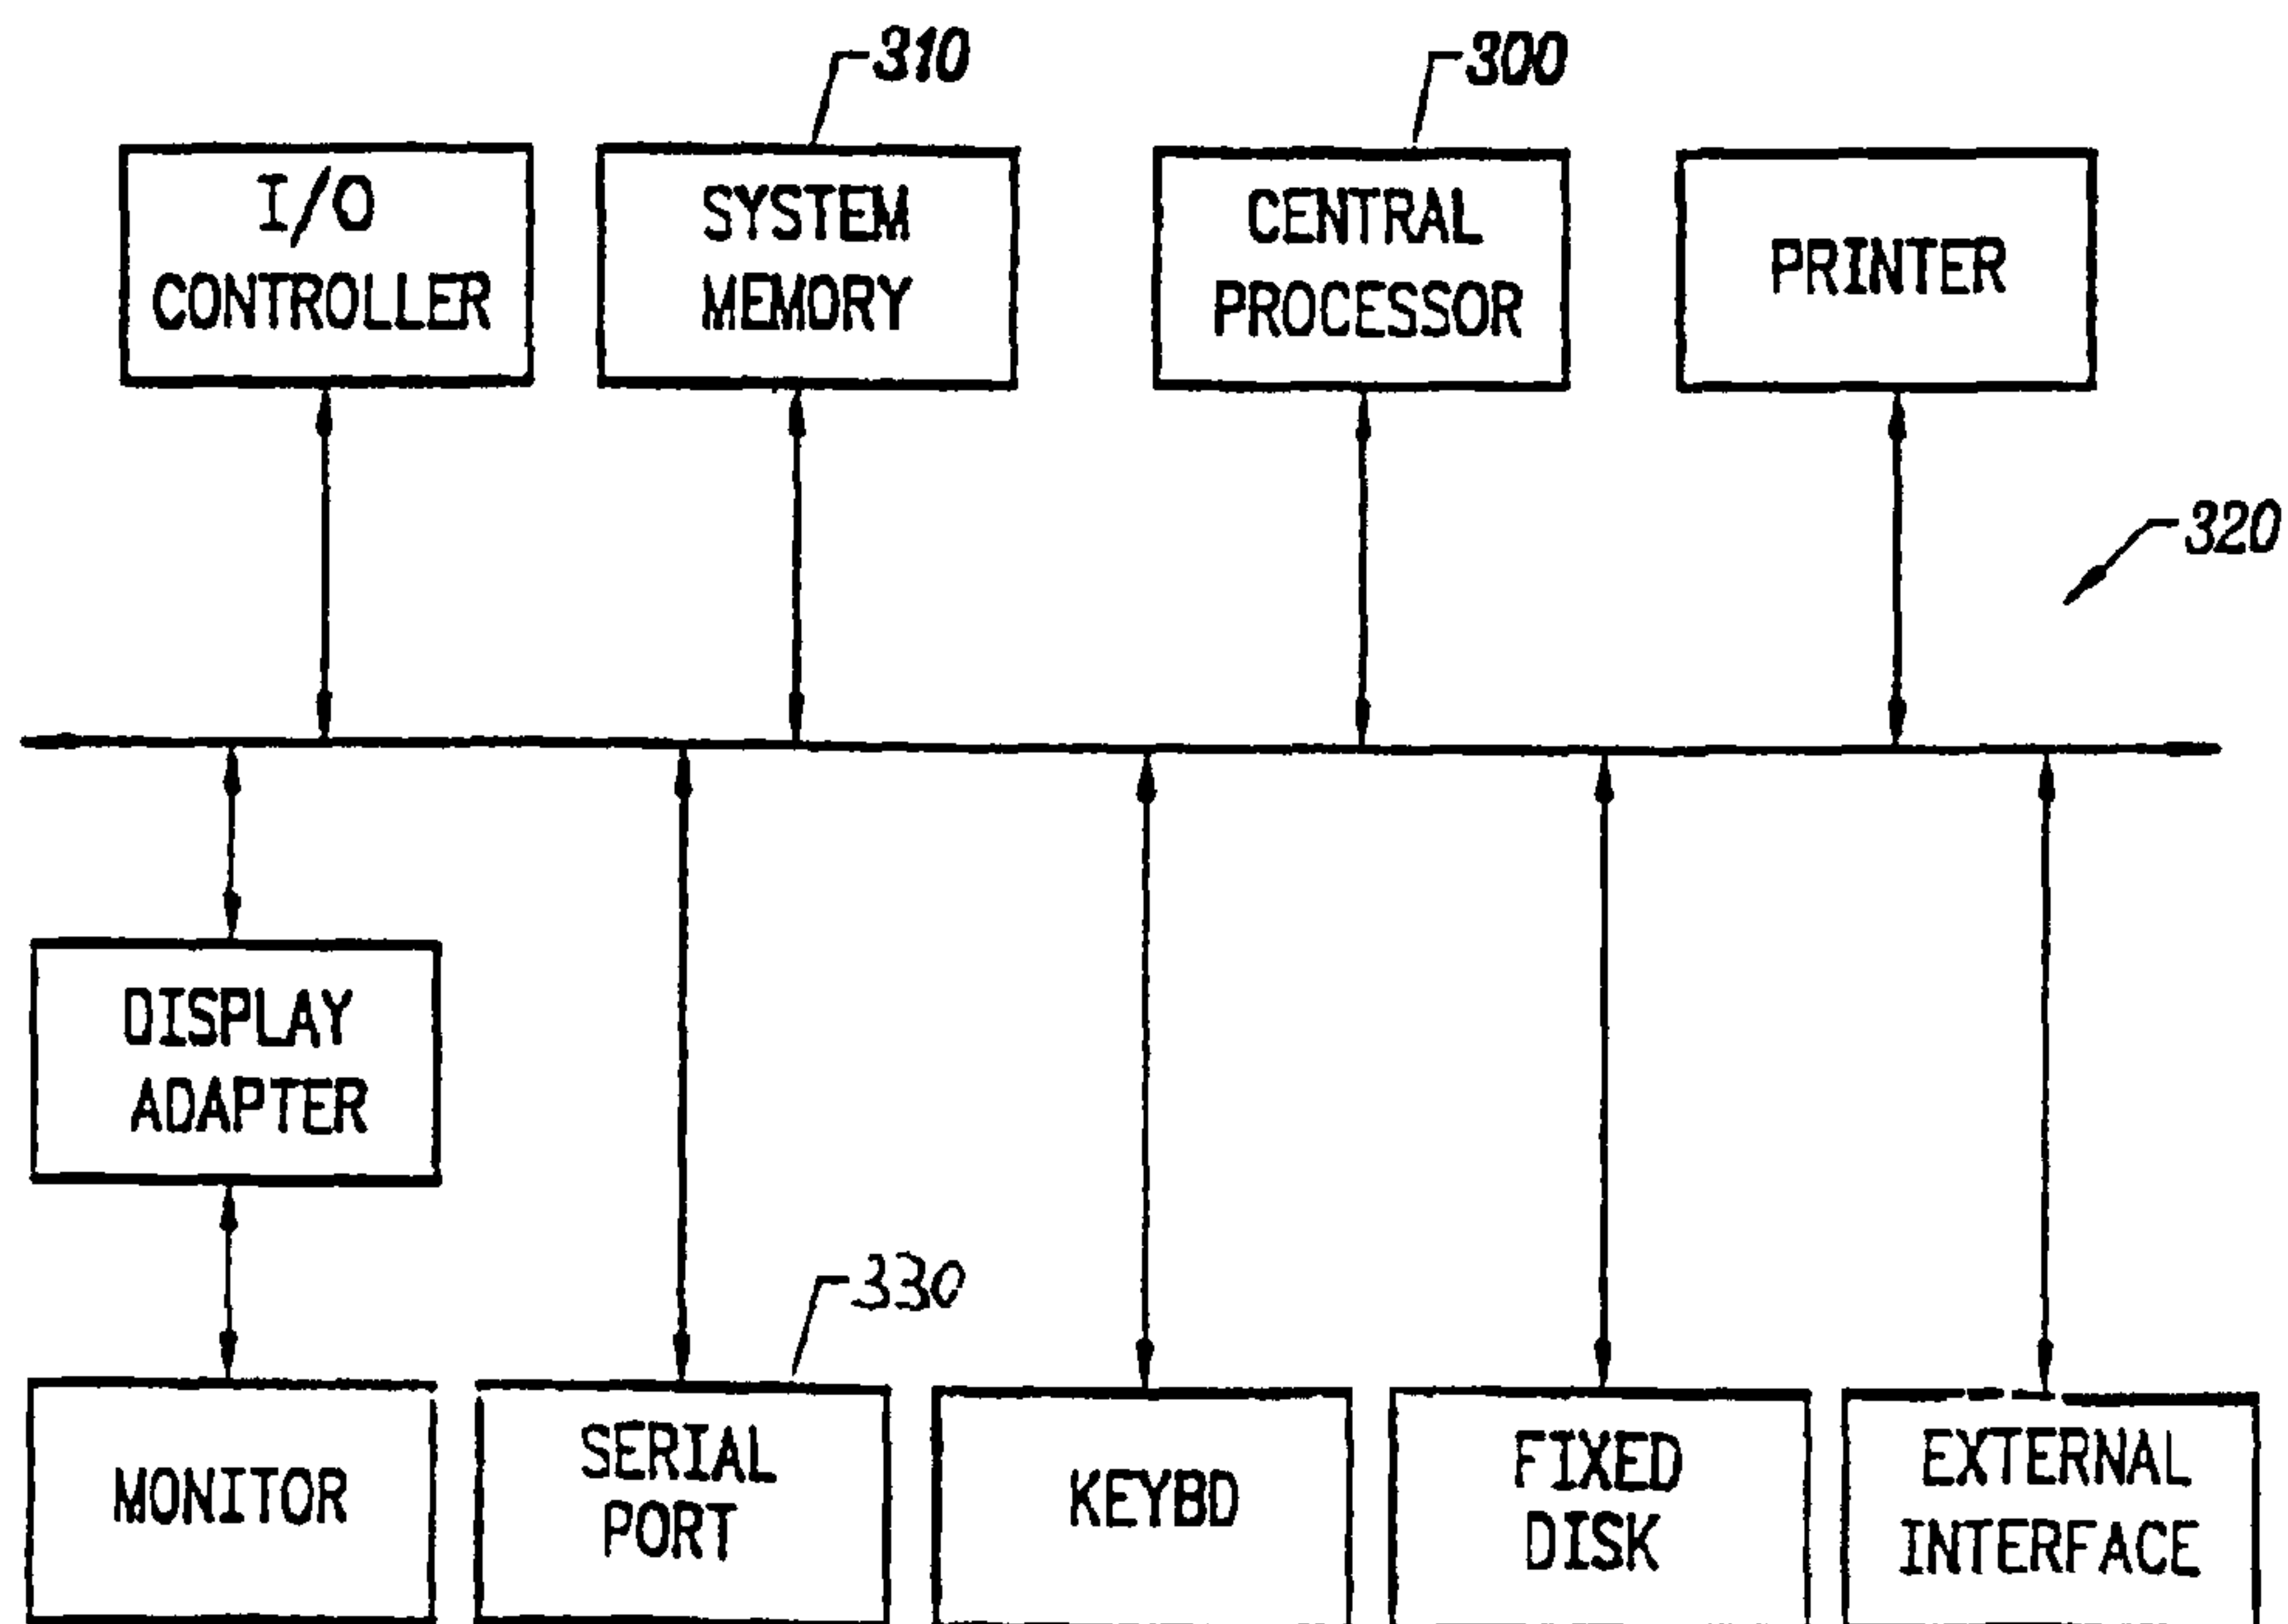 310
300
I/O
CONTROLLER
SYSTEM
MEMORY
CENTRAL
PROCESSOR
PRINTER
320
DISPLAY
ADAPTER
330
MONITOR
SERIAL
PORT
KEYBD
FIXED
DISK
EXTERNAL
INTERFACE